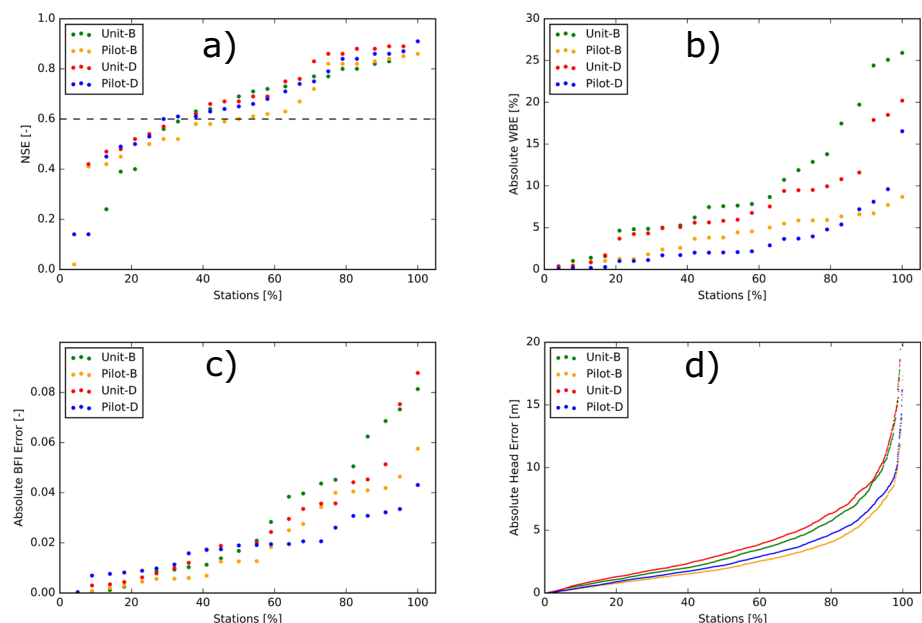 a)
Unit-B
Pilot-B
Unit-D
Pilot-D
NSE [-]
1.0
0.8
0.6
0.4
0.2
0.0
0 20 40 60 80 100
Stations [%]
b)
Unit-B
Pilot-B
Unit-D
Pilot-D
Absolute WBE [%]
30
25
20
15
10
5
0
0 20 40 60 80 100
Stations [%]
c)
Unit-B
Pilot-B
Unit-D
Pilot-D
Absolute BFI Error [-]
0.08
0.06
0.04
0.02
0.00
0 20 40 60 80 100
Stations [%]
d)
Unit-B
Pilot-B
Unit-D
Pilot-D
Absolute Head Error [m]
20
15
10
5
0
0 20 40 60 80 100
Stations [%]